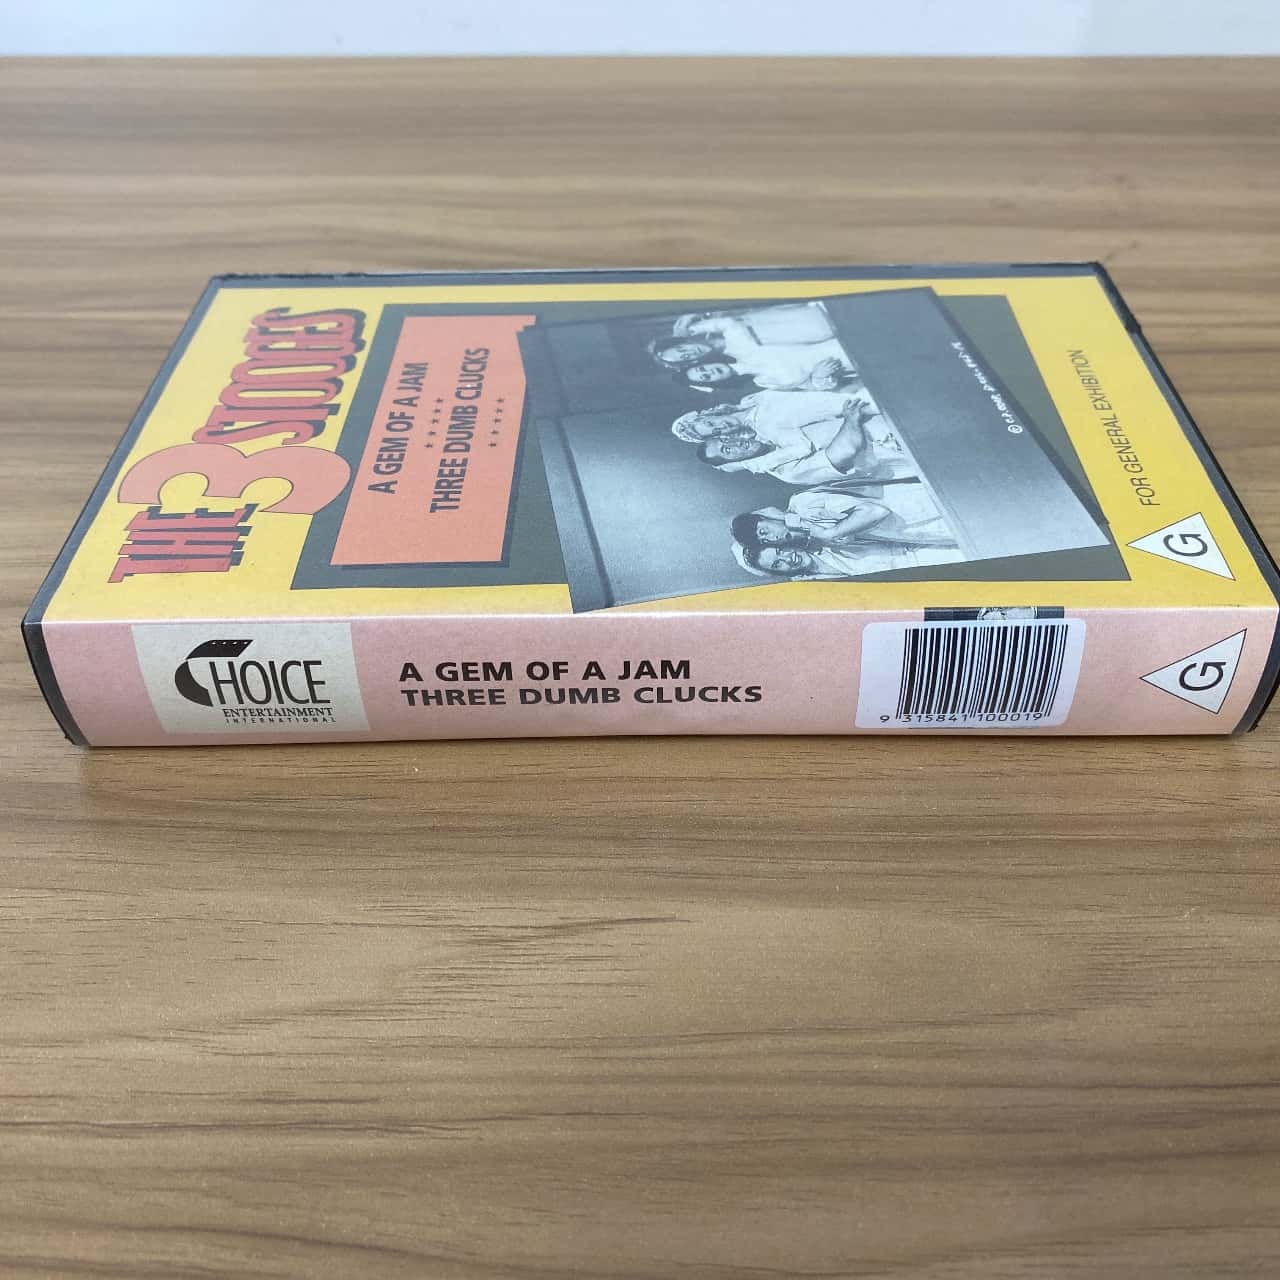 THE 3 STOOGES
A GEM OF A JAM
★★★★★
THREE DUMB CLUCKS
★★★★★
FOR GENERAL EXHIBITION
G
CHOICE
ENTERTAINMENT
INTERNATIONAL
A GEM OF A JAM
THREE DUMB CLUCKS
9 315841 100019
G